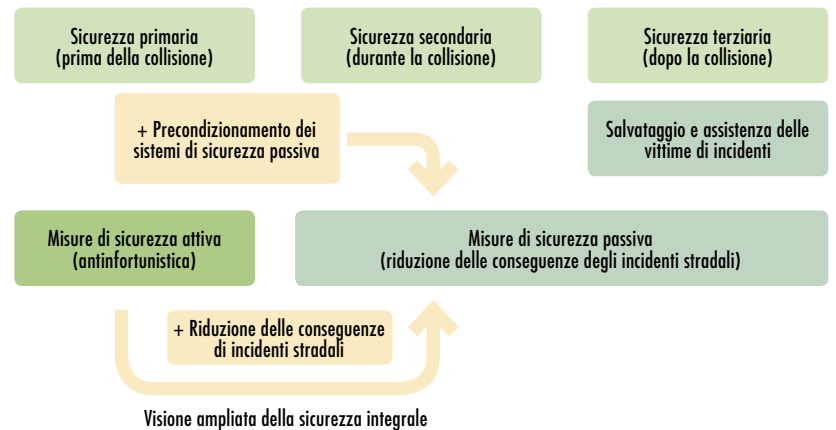 Sicurezza primaria
(prima della collisione)
Sicurezza secondaria
(durante la collisione)
Sicurezza terziaria
(dopo la collisione)
+ Precondizionamento dei
sistemi di sicurezza passiva
Salvataggio e assistenza delle
vittime di incidenti
Misure di sicurezza attiva
(antinfortunistica)
Misure di sicurezza passiva
(riduzione delle conseguenze degli incidenti stradali)
+ Riduzione delle conseguenze
di incidenti stradali
Visione ampliata della sicurezza integrale